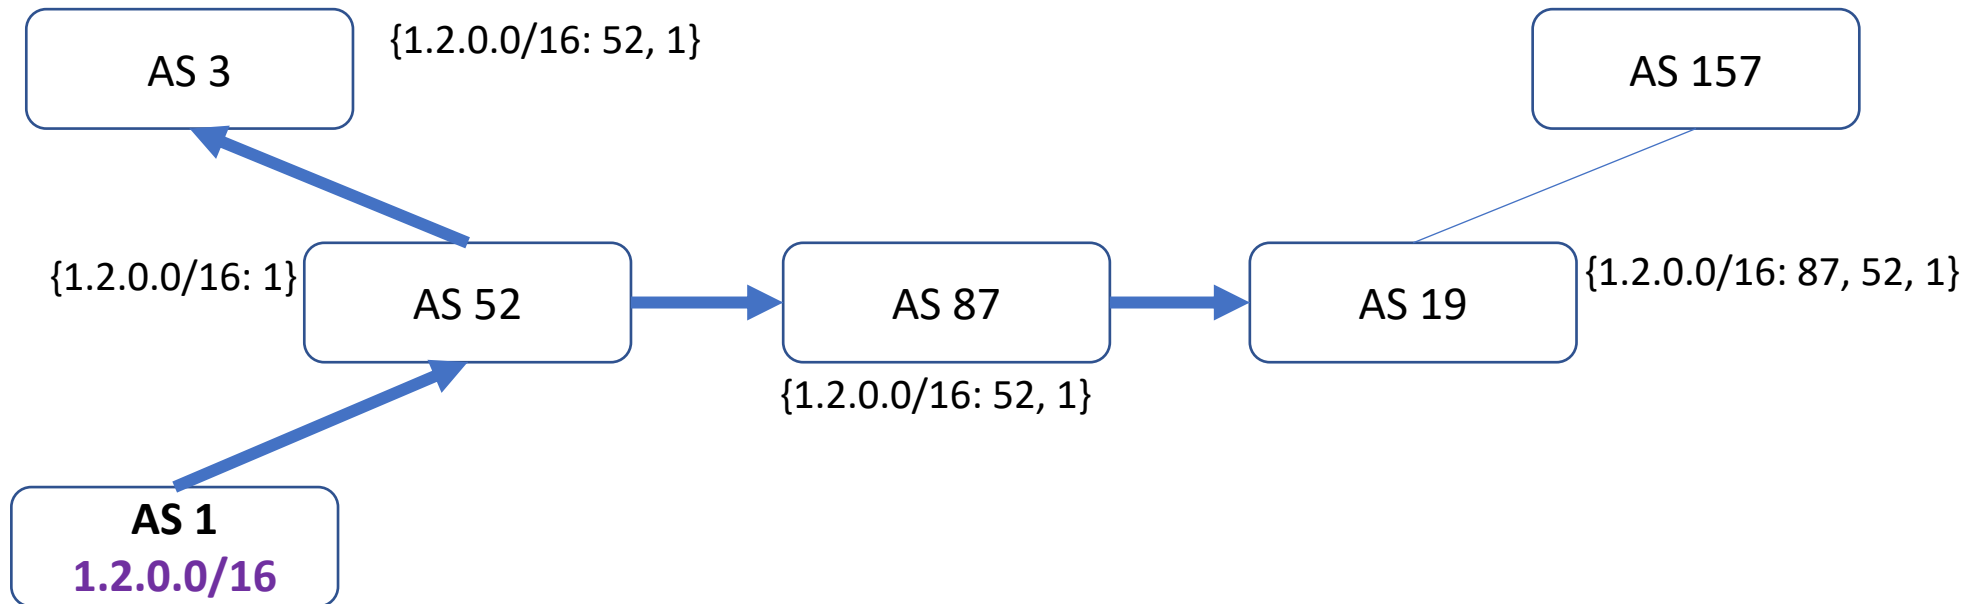 AS 3
{1.2.0.0/16: 52, 1}
AS 157
{1.2.0.0/16: 1}
AS 52
AS 87
AS 19
{1.2.0.0/16: 87, 52, 1}
{1.2.0.0/16: 52, 1}
AS 1
1.2.0.0/16